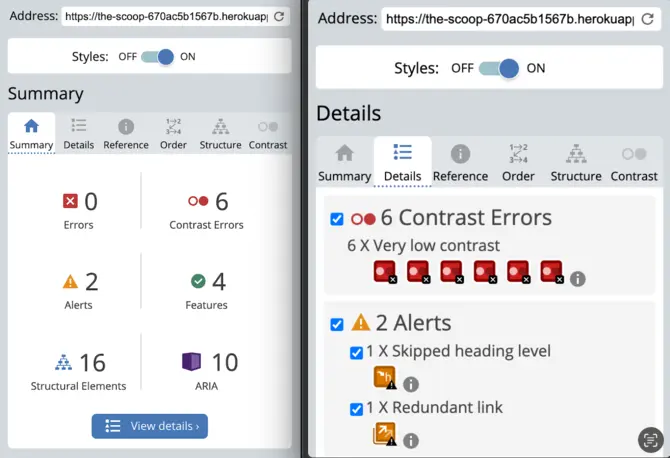 Address: https://the-scoop-670ac5b1567b.herokuapp
Styles: OFF ON
Summary
Summary Details Reference Order Structure Contrast
0 6
Errors Contrast Errors
2 4
Alerts Features
16 10
Structural Elements ARIA
View details ›
Address: https://the-scoop-670ac5b1567b.herokuapp
Styles: OFF ON
Details
Summary Details Reference Order Structure Contrast
6 Contrast Errors
6 X Very low contrast
2 Alerts
1 X Skipped heading level
1 X Redundant link